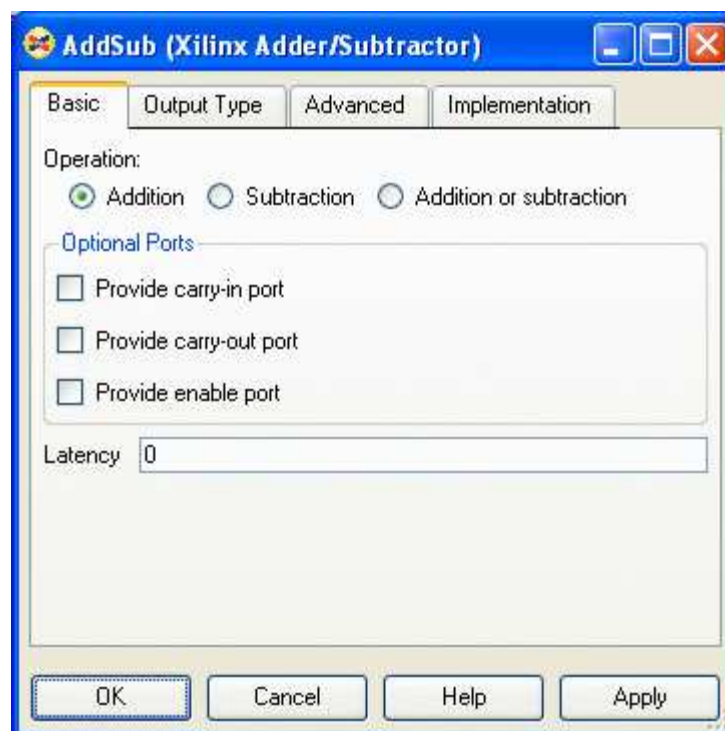 AddSub (Xilinx Adder/Subtractor)
Basic Output Type Advanced Implementation
Operation:
Addition Subtraction Addition or subtraction
Optional Ports
Provide carry-in port
Provide carry-out port
Provide enable port
Latency 0
OK Cancel Help Apply